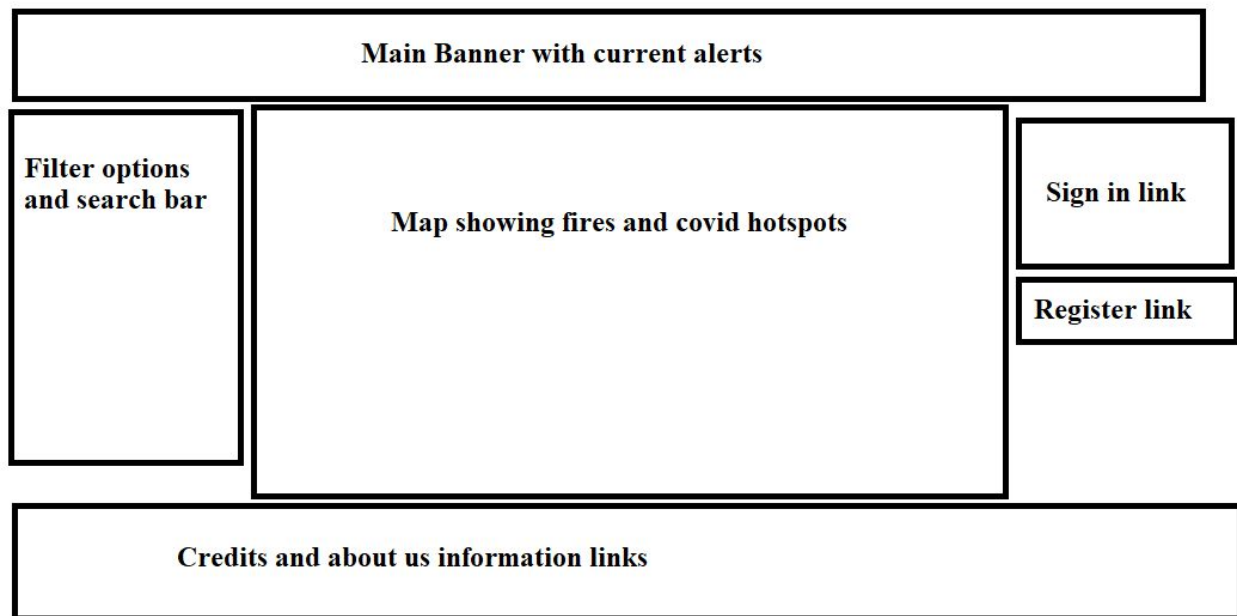 Main Banner with current alerts
Filter options
and search bar
Map showing fires and covid hotspots
Sign in link
Register link
Credits and about us information links